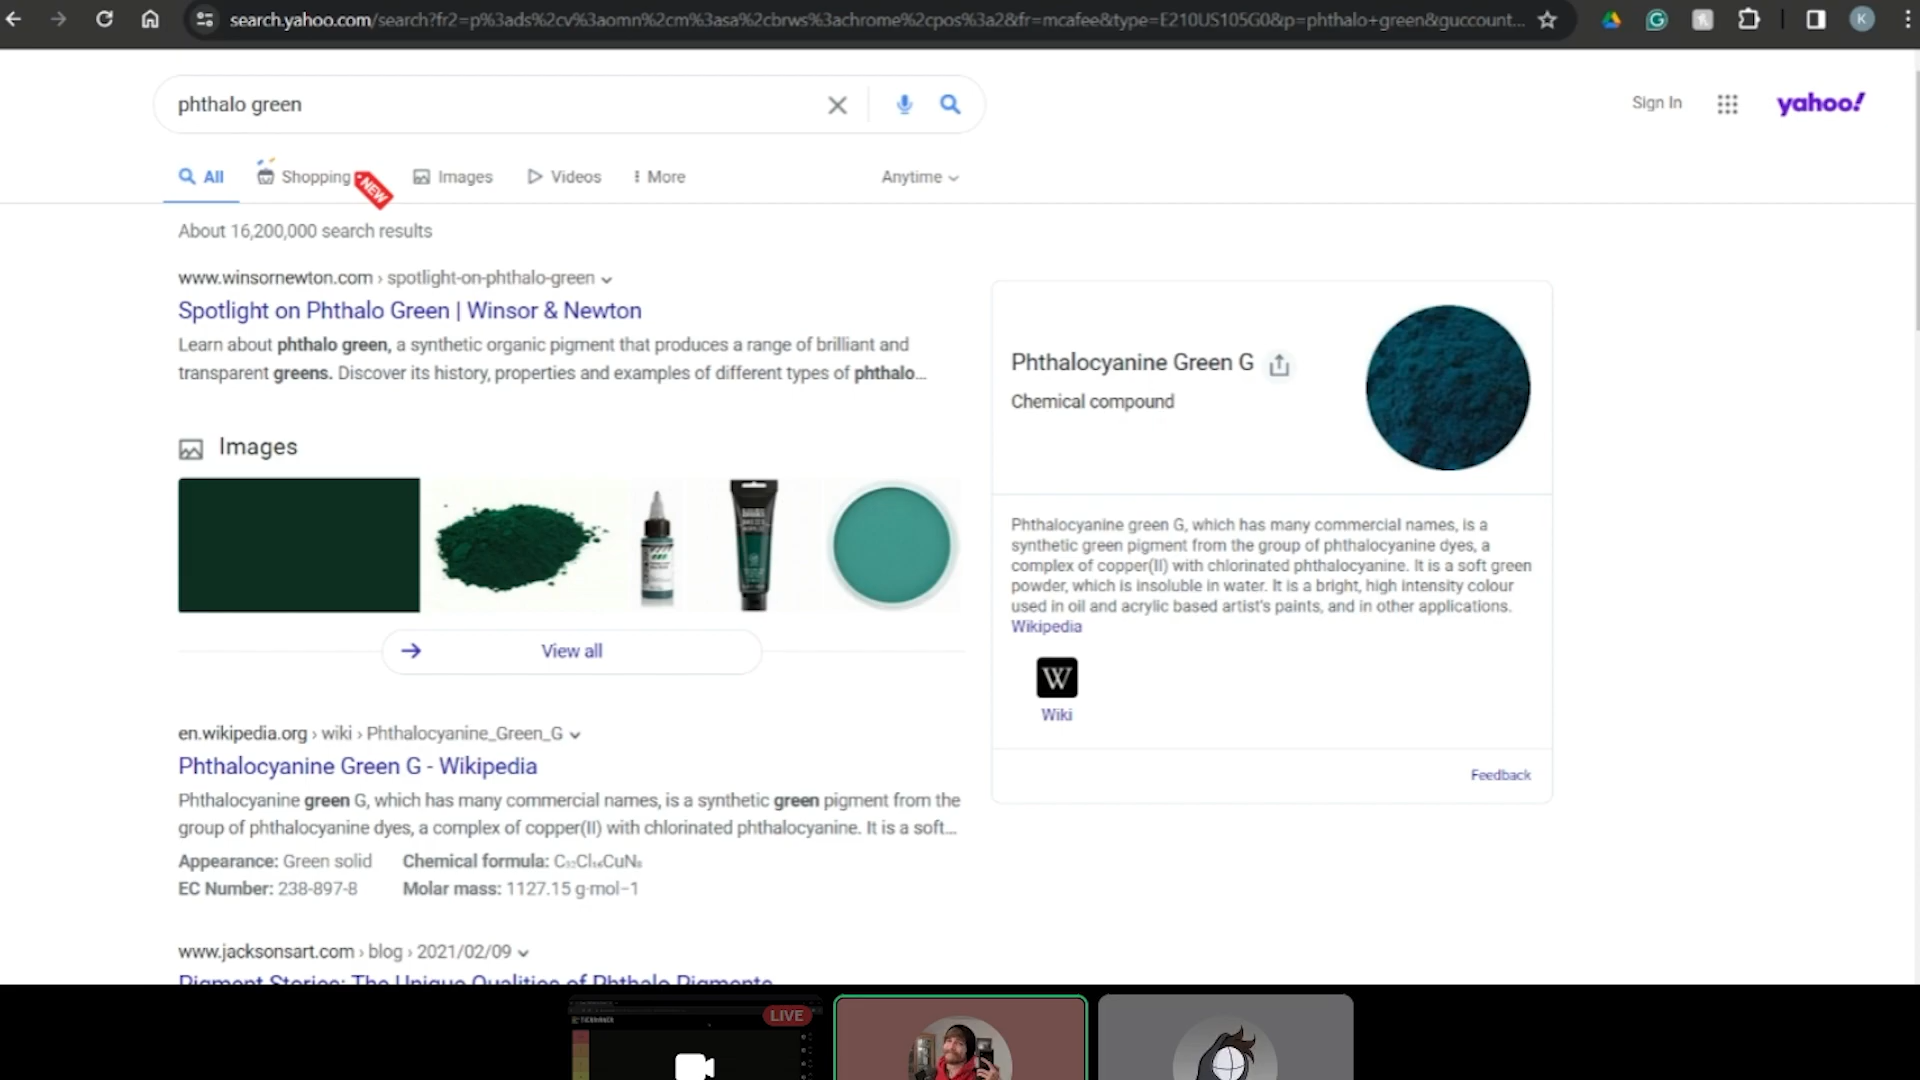 search.yahoo.com/search?fr2=p%3ads%2cv%3aomn%2cm%3asa%2cbrws%3achrome%2cpos%3a2&fr=mcafee&type=E210US105G0&p=phthalo+green&guccount...
K
phthalo green
Sign In
yahoo!
All
Shopping
NEW
Images
Videos
More
Anytime
About 16,200,000 search results
www.winsornewton.com › spotlight-on-phthalo-green
Spotlight on Phthalo Green | Winsor & Newton
Learn about phthalo green, a synthetic organic pigment that produces a range of brilliant and
transparent greens. Discover its history, properties and examples of different types of phthalo...
Images
View all
en.wikipedia.org › wiki › Phthalocyanine_Green_G
Phthalocyanine Green G - Wikipedia
Phthalocyanine green G, which has many commercial names, is a synthetic green pigment from the
group of phthalocyanine dyes, a complex of copper(II) with chlorinated phthalocyanine. It is a soft...
Appearance: Green solid Chemical formula: C₃₂Cl₁₆CuN₈
EC Number: 238-897-8 Molar mass: 1127.15 g·mol−1
www.jacksonsart.com › blog › 2021/02/09
Pigment Stories: The Unique Qualities of Phthalo Pigments
Phthalocyanine Green G
Chemical compound
Phthalocyanine green G, which has many commercial names, is a
synthetic green pigment from the group of phthalocyanine dyes, a
complex of copper(II) with chlorinated phthalocyanine. It is a soft green
powder, which is insoluble in water. It is a bright, high intensity colour
used in oil and acrylic based artist's paints, and in other applications.
Wikipedia
W
Wiki
Feedback
LIVE